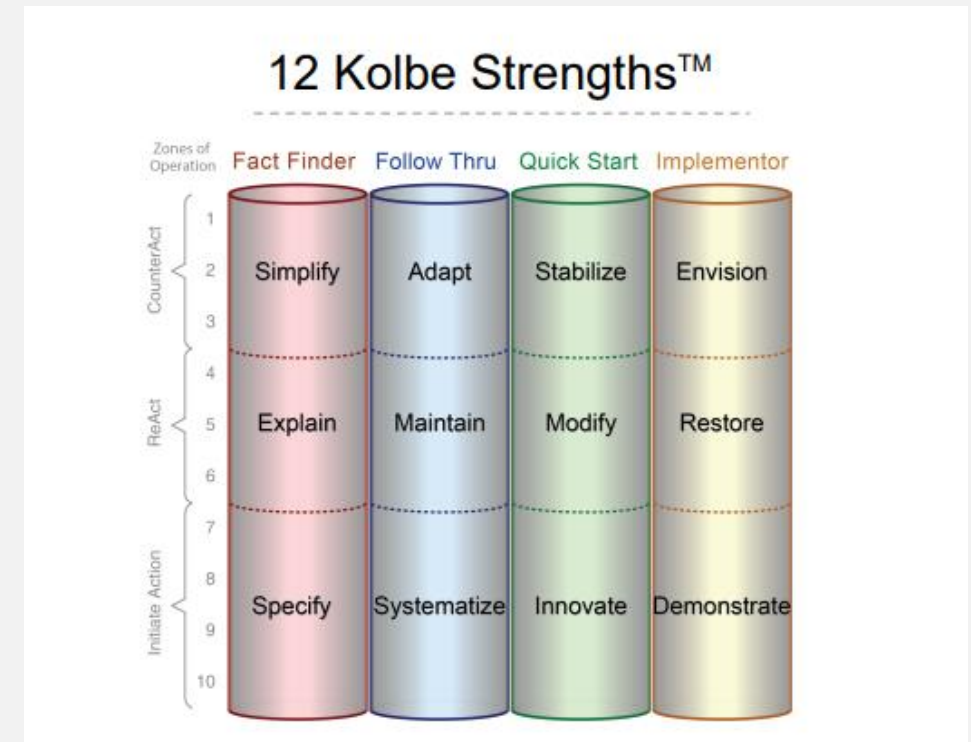 12 Kolbe Strengths™
Zones of
Operation
Fact Finder Follow Thru Quick Start Implementor
CounterAct
1
2
3
Simplify Adapt Stabilize Envision
ReAct
4
5
6
Explain Maintain Modify Restore
Initiate Action
7
8
9
10
Specify Systematize Innovate Demonstrate